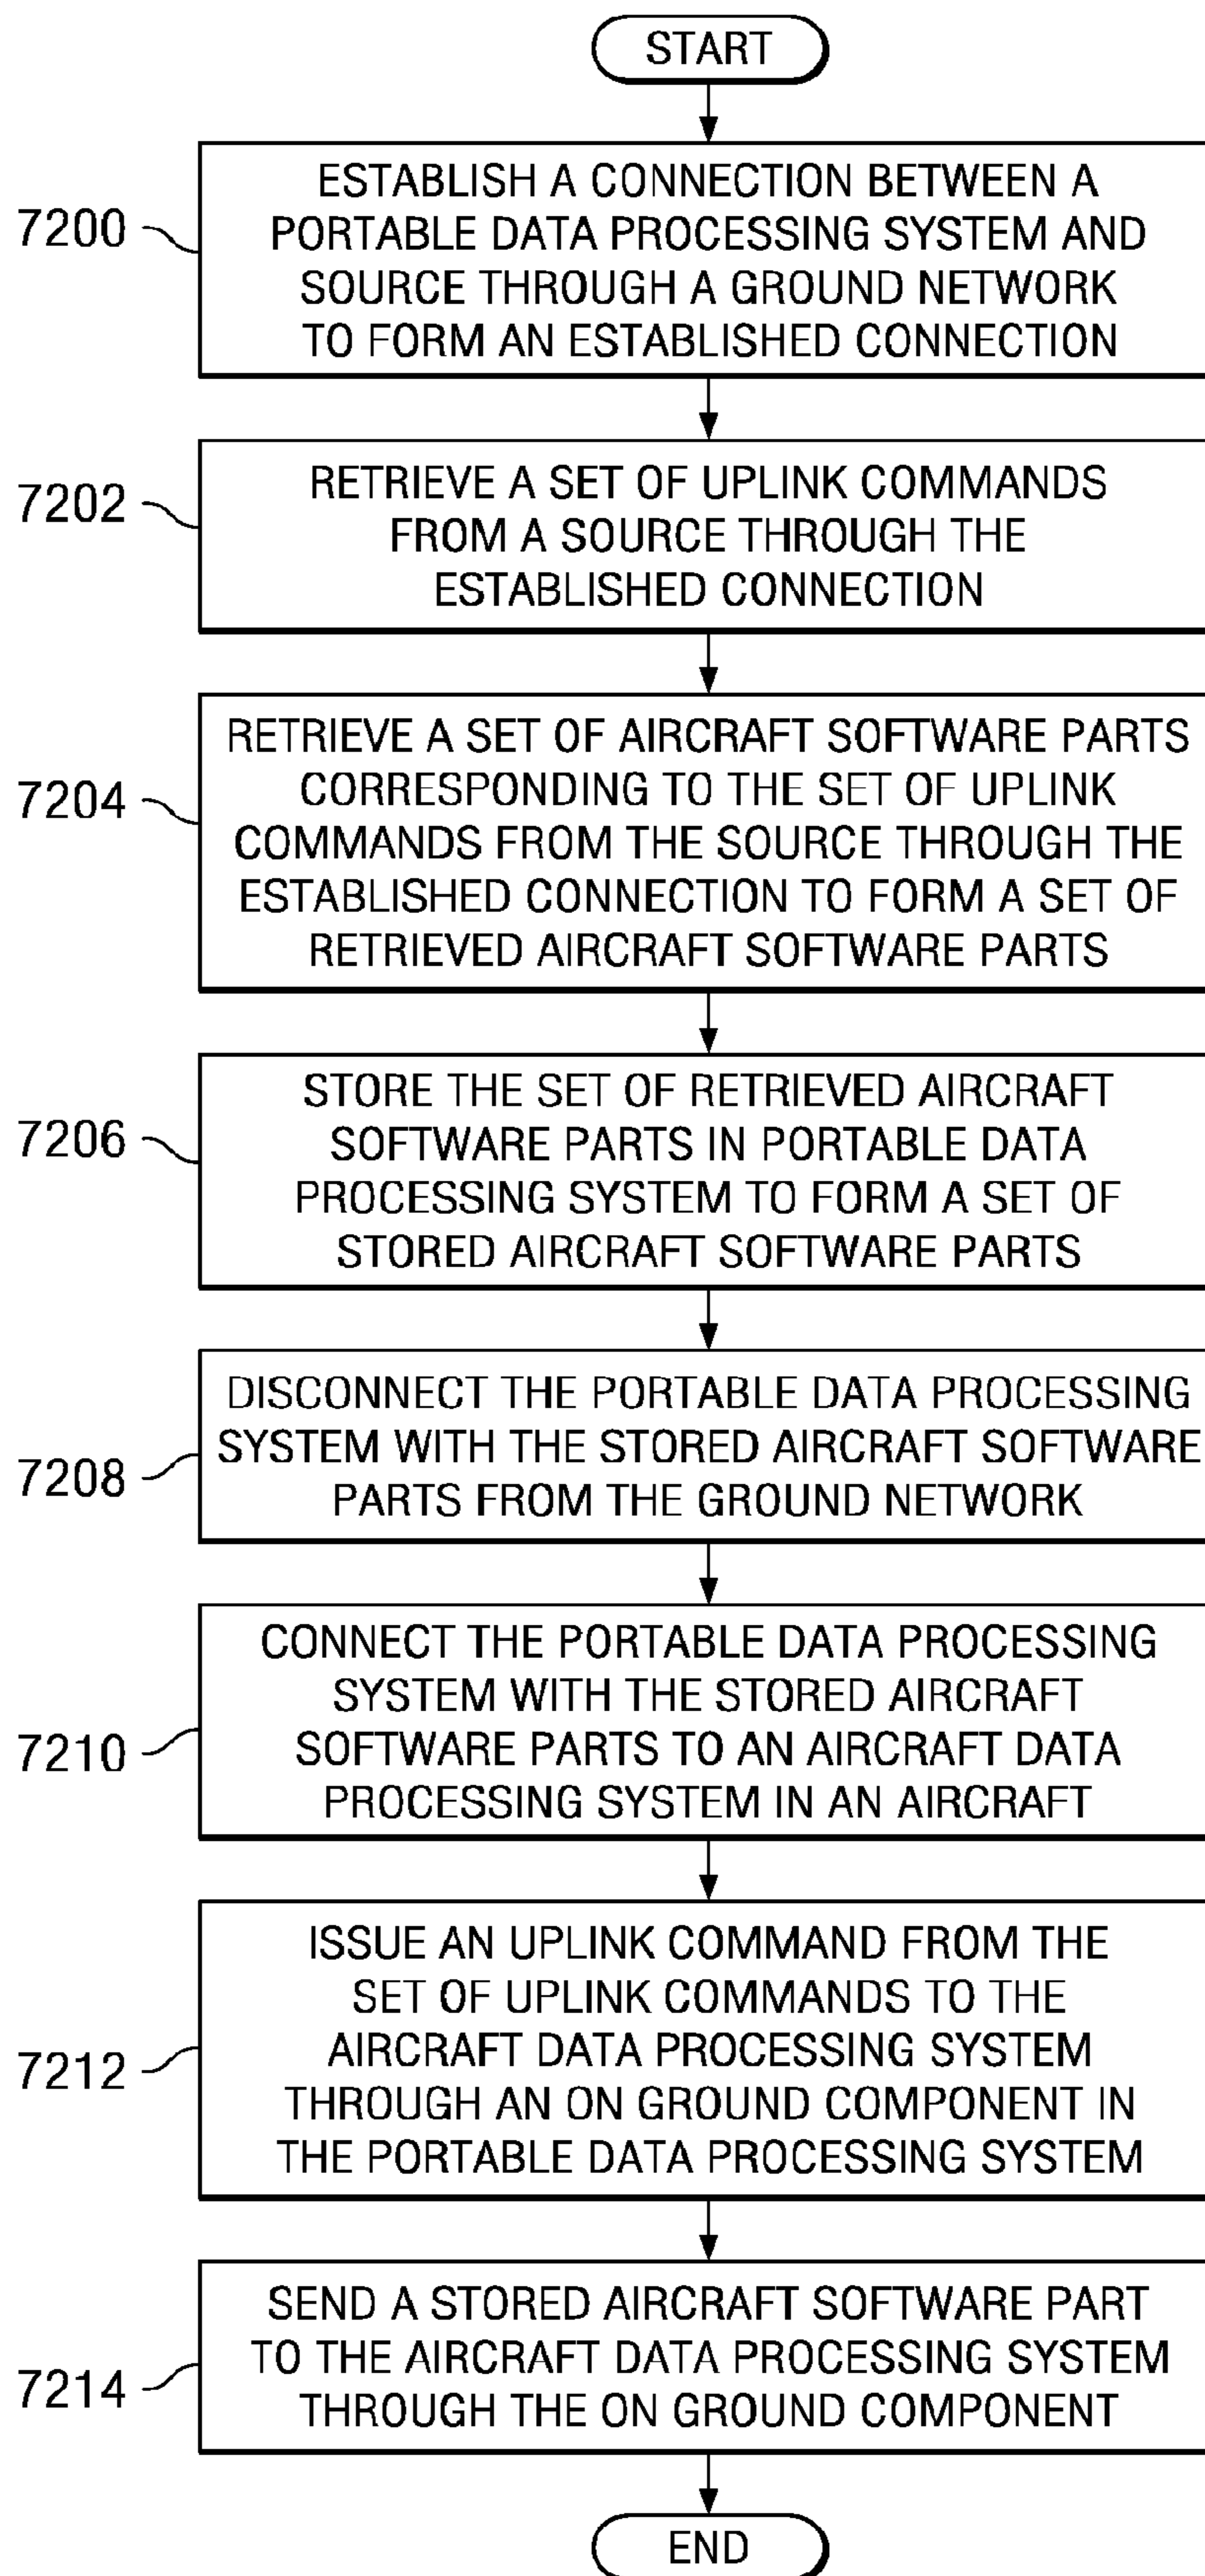 START
7200
ESTABLISH A CONNECTION BETWEEN A
PORTABLE DATA PROCESSING SYSTEM AND
SOURCE THROUGH A GROUND NETWORK
TO FORM AN ESTABLISHED CONNECTION
7202
RETRIEVE A SET OF UPLINK COMMANDS
FROM A SOURCE THROUGH THE
ESTABLISHED CONNECTION
7204
RETRIEVE A SET OF AIRCRAFT SOFTWARE PARTS
CORRESPONDING TO THE SET OF UPLINK
COMMANDS FROM THE SOURCE THROUGH THE
ESTABLISHED CONNECTION TO FORM A SET OF
RETRIEVED AIRCRAFT SOFTWARE PARTS
7206
STORE THE SET OF RETRIEVED AIRCRAFT
SOFTWARE PARTS IN PORTABLE DATA
PROCESSING SYSTEM TO FORM A SET OF
STORED AIRCRAFT SOFTWARE PARTS
7208
DISCONNECT THE PORTABLE DATA PROCESSING
SYSTEM WITH THE STORED AIRCRAFT SOFTWARE
PARTS FROM THE GROUND NETWORK
7210
CONNECT THE PORTABLE DATA PROCESSING
SYSTEM WITH THE STORED AIRCRAFT
SOFTWARE PARTS TO AN AIRCRAFT DATA
PROCESSING SYSTEM IN AN AIRCRAFT
7212
ISSUE AN UPLINK COMMAND FROM THE
SET OF UPLINK COMMANDS TO THE
AIRCRAFT DATA PROCESSING SYSTEM
THROUGH AN ON GROUND COMPONENT IN
THE PORTABLE DATA PROCESSING SYSTEM
7214
SEND A STORED AIRCRAFT SOFTWARE PART
TO THE AIRCRAFT DATA PROCESSING SYSTEM
THROUGH THE ON GROUND COMPONENT
END